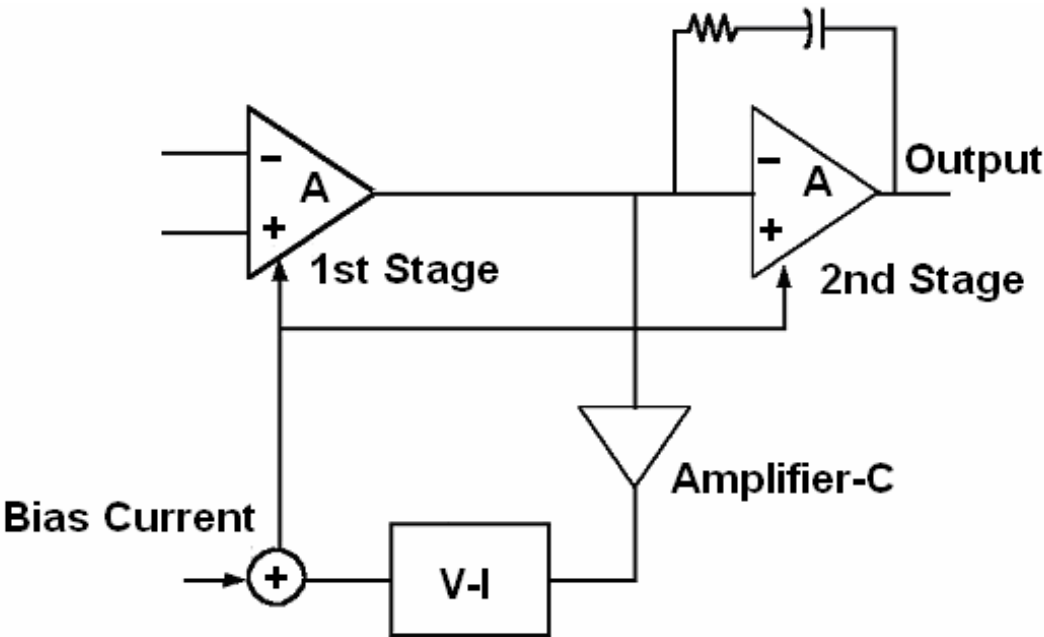 Output
A
A
1st Stage
2nd Stage
Amplifier-C
Bias Current
V-I